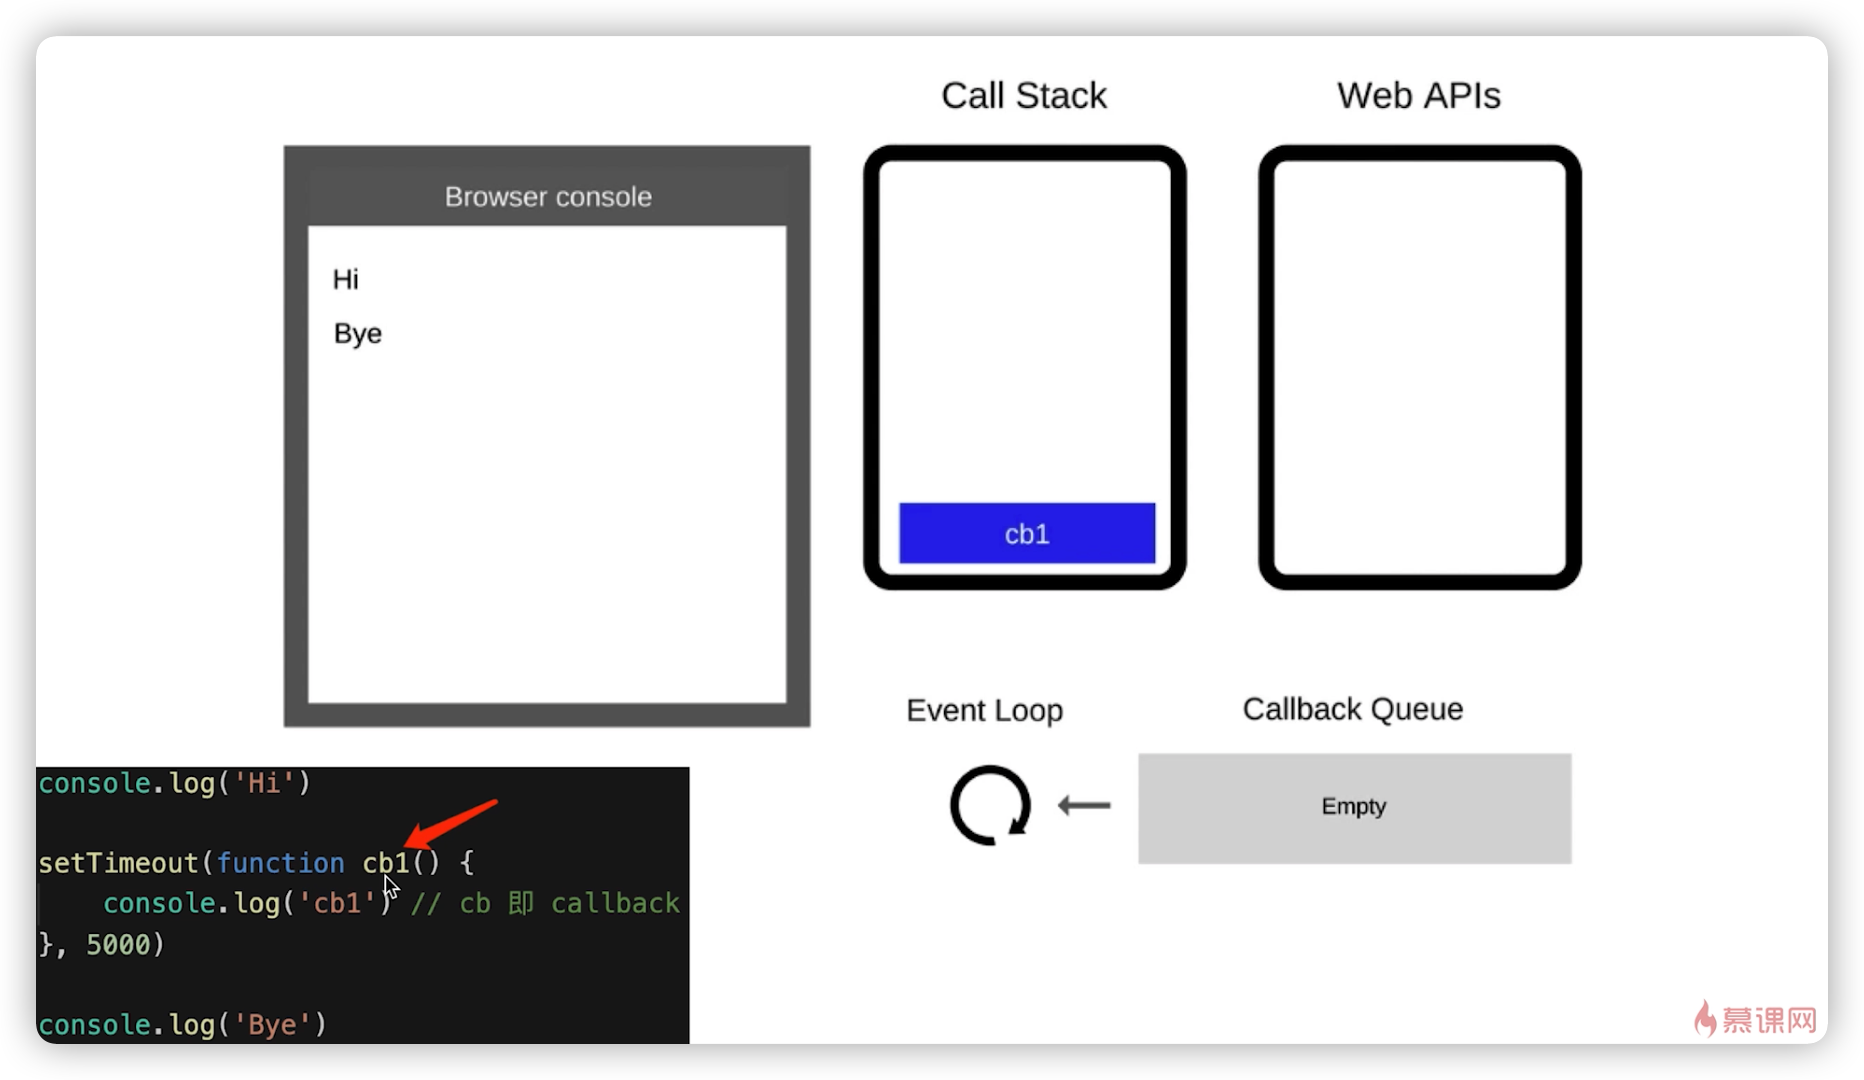 Call Stack
Web APIs
Browser console
Hi
Bye
cb1
Event Loop
Callback Queue
Empty
console.log('Hi')
setTimeout(function cb1() {
    console.log('cb1') // cb 即 callback
}, 5000)
console.log('Bye')
慕课网